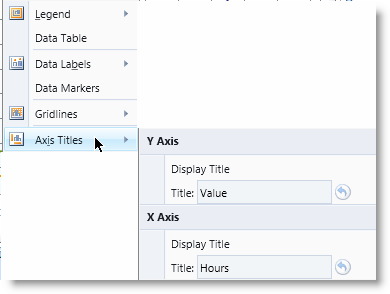 Legend
Data Table
Data Labels
Data Markers
Gridlines
Axis Titles
Y Axis
Display Title
Title: Value
X Axis
Display Title
Title: Hours